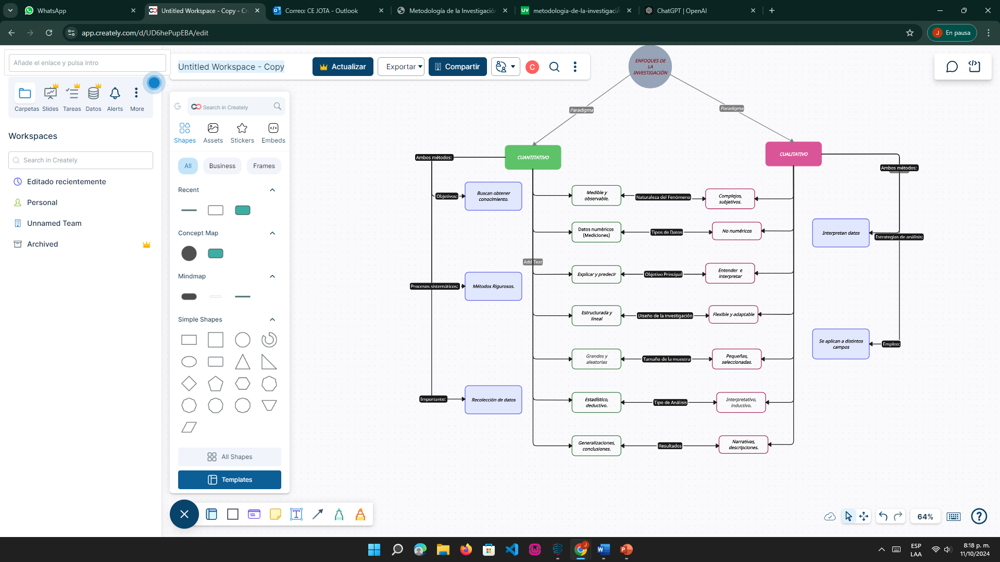 WhatsApp
Untitled Workspace - Copy - Cr
Correo: CE JOTA - Outlook
Metodología de la Investigación
metodologia-de-la-investigaciÃ
ChatGPT | OpenAI
app.creately.com/d/UD6hePupEBA/edit
J
En pausa
Añade el enlace y pulsa intro
Carpetas
Slides
Tareas
Datos
Alerts
More
Workspaces
Search in Creately
Editado recientemente
Personal
Unnamed Team
Archived
Untitled Workspace - Copy
Actualizar
Exportar
Compartir
C
Search in Creately
Shapes
Assets
Stickers
Embeds
All
Business
Frames
Recent
Concept Map
Mindmap
Simple Shapes
All Shapes
Templates
ENFOQUES DE
LA
INVESTIGACIÓN
Paradigma
Paradigma
CUANTITATIVO
CUALITATIVO
Ambos métodos:
Ambos métodos:
Objetivos:
Buscan obtener
conocimiento.
Medible y
observable.
Naturaleza del Fenómeno
Complejos,
subjetivos.
Datos numéricos
(Mediciones)
Tipos de Datos
No numéricos
Interpretan datos
Estrategias de análisis:
Add Text
Explicar y predecir
Objetivo Principal
Entender e
interpretar
Procesos sistemáticos:
Métodos Rigurosos.
Estructurada y
lineal
Diseño de la investigación
Flexible y adaptable
Se aplican a distintos
campos
Empleo:
Grandes y
aleatorias
Tamaño de la muestra
Pequeñas,
seleccionadas.
Importante:
Recolección de datos
Estadístico,
deductivo.
Tipo de Análisis
Interpretativo,
inductivo.
Generalizaciones,
conclusiones.
Resultados
Narrativas,
descripciones.
64%
ESP
LAA
8:18 p. m.
11/10/2024